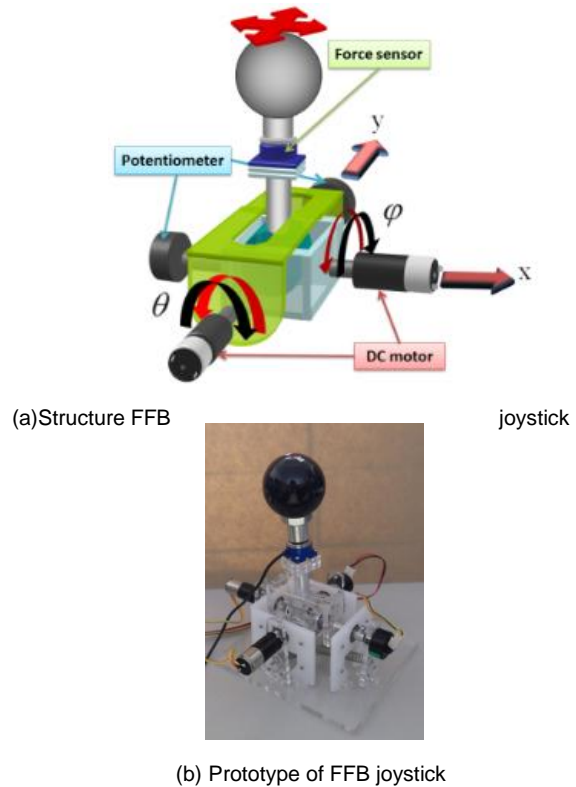 Force sensor
y
Potentiometer
φ
x
θ
DC motor
(a)Structure FFB joystick
(b) Prototype of FFB joystick